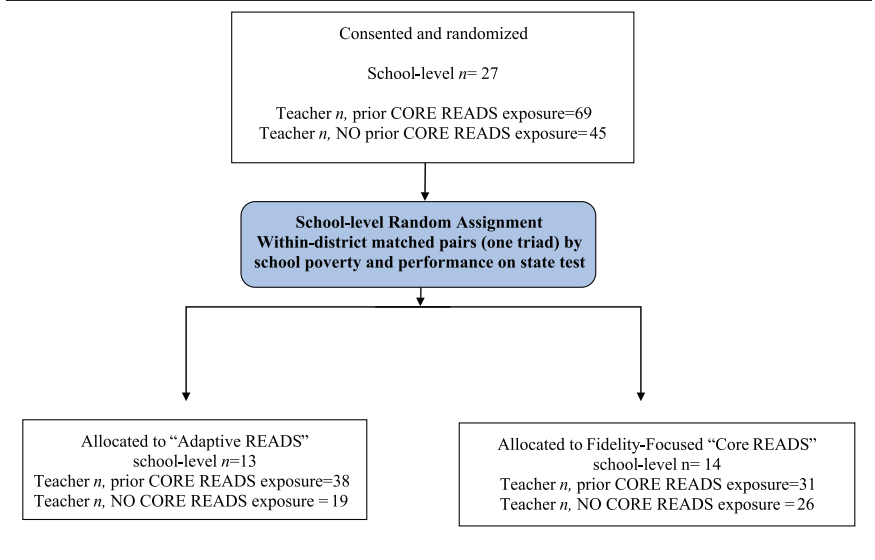 Consented and randomized
School-level n= 27
Teacher n, prior CORE READS exposure=69
Teacher n, NO prior CORE READS exposure=45
School-level Random Assignment
Within-district matched pairs (one triad) by
school poverty and performance on state test
Allocated to “Adaptive READS”
school-level n=13
Teacher n, prior CORE READS exposure=38
Teacher n, NO CORE READS exposure =19
Allocated to Fidelity-Focused “Core READS”
school-level n= 14
Teacher n, prior CORE READS exposure=31
Teacher n, NO CORE READS exposure =26